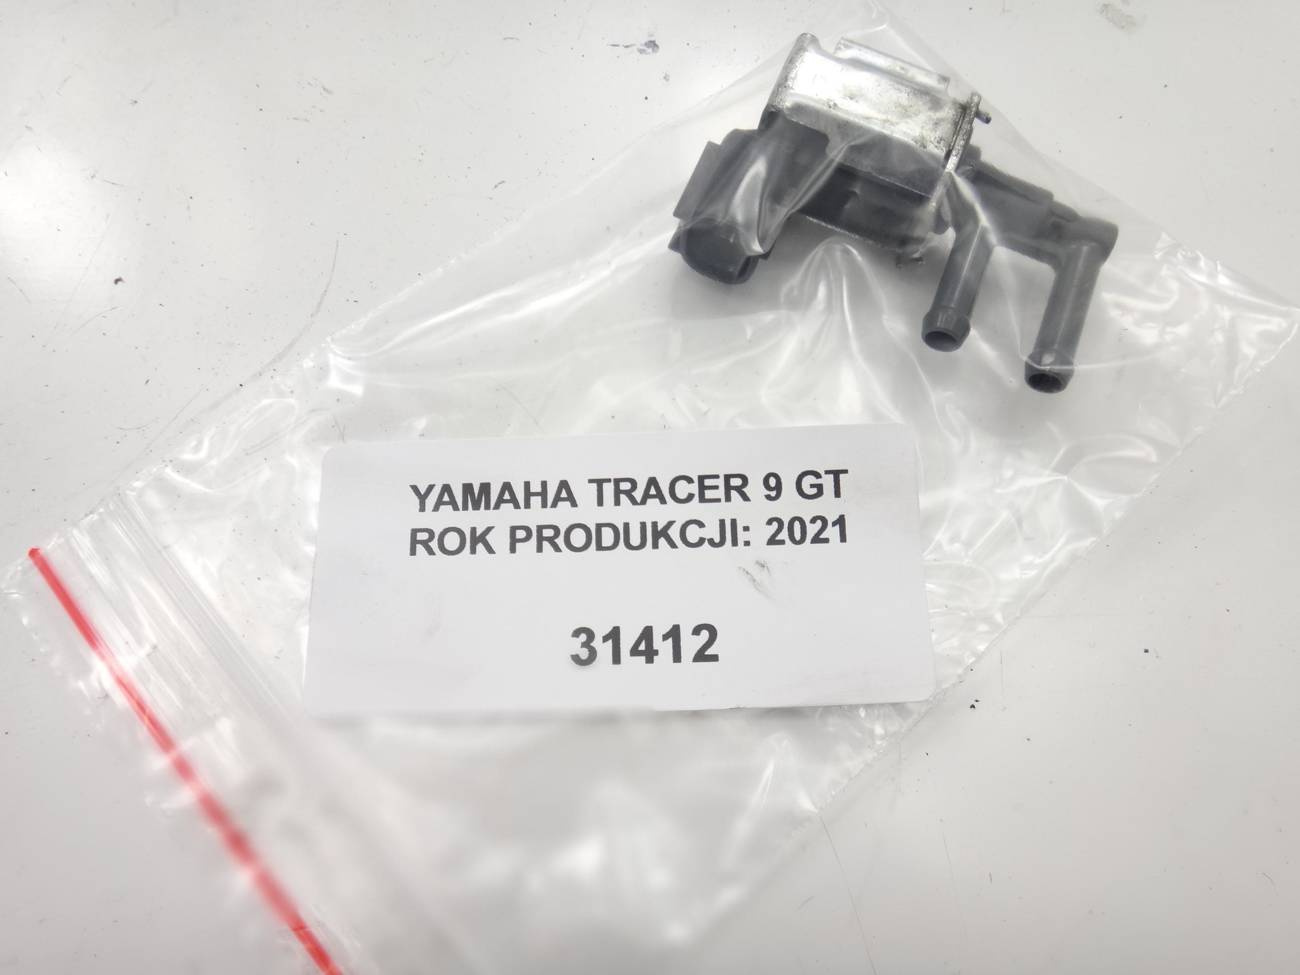 YAMAHA TRACER 9 GT
ROK PRODUKCJI: 2021
31412